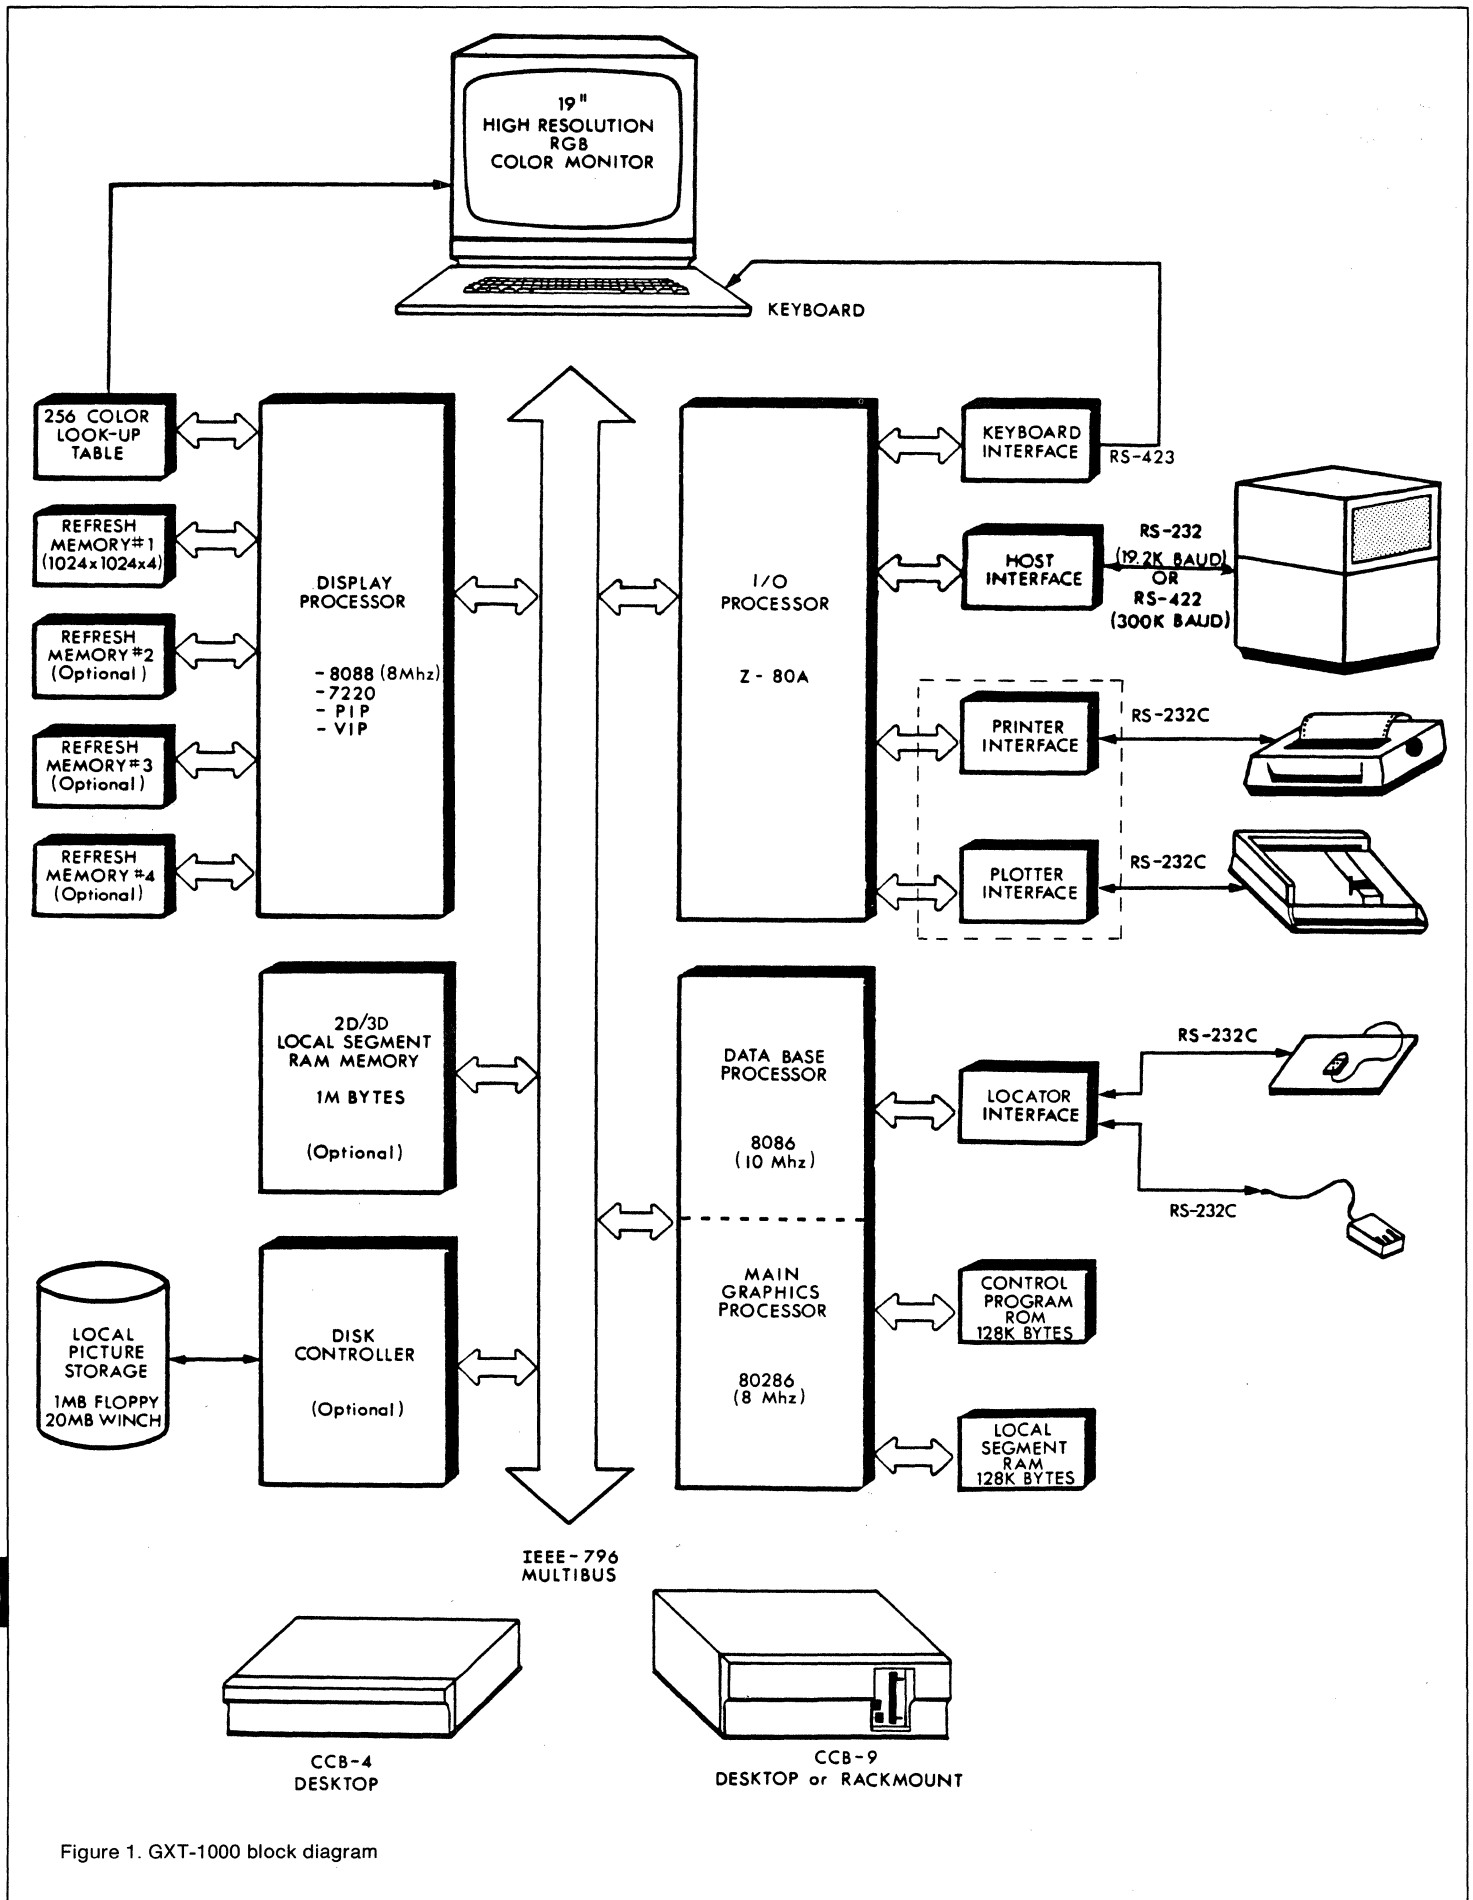 19"
HIGH RESOLUTION
RGB
COLOR MONITOR
KEYBOARD
256 COLOR
LOOK-UP
TABLE
REFRESH
MEMORY#1
(1024x1024x4)
REFRESH
MEMORY#2
(Optional)
REFRESH
MEMORY#3
(Optional)
REFRESH
MEMORY#4
(Optional)
DISPLAY
PROCESSOR
- 8088 (8Mhz)
- 7220
- PIP
- VIP
I/O
PROCESSOR
Z - 80A
KEYBOARD
INTERFACE
RS-423
HOST
INTERFACE
RS-232
(19.2K BAUD)
OR
RS-422
(300K BAUD)
PRINTER
INTERFACE
RS-232C
PLOTTER
INTERFACE
RS-232C
2D/3D
LOCAL SEGMENT
RAM MEMORY
1M BYTES
(Optional)
DATA BASE
PROCESSOR
8086
(10 Mhz)
LOCATOR
INTERFACE
RS-232C
RS-232C
LOCAL
PICTURE
STORAGE
1MB FLOPPY
20MB WINCH
DISK
CONTROLLER
(Optional)
MAIN
GRAPHICS
PROCESSOR
80286
(8 Mhz)
CONTROL
PROGRAM
ROM
128K BYTES
LOCAL
SEGMENT
RAM
128K BYTES
IEEE-796
MULTIBUS
CCB-4
DESKTOP
CCB-9
DESKTOP or RACKMOUNT
Figure 1. GXT-1000 block diagram